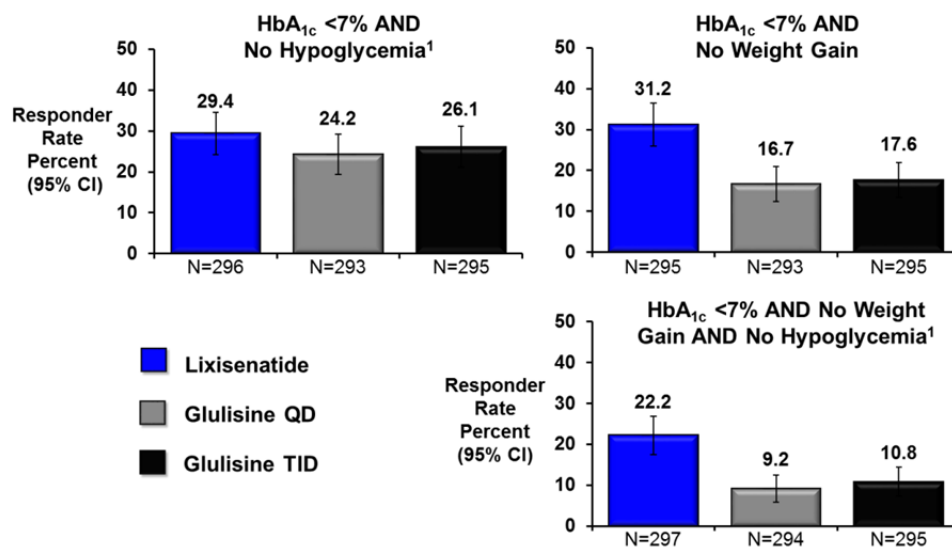 HbA1c <7% AND
No Hypoglycemia¹
Responder
Rate
Percent
(95% CI)
50
40
30
20
10
0
29.4
24.2
26.1
N=296
N=293
N=295
HbA1c <7% AND
No Weight Gain
50
40
30
20
10
0
31.2
16.7
17.6
N=295
N=293
N=295
Lixisenatide
Glulisine QD
Glulisine TID
HbA1c <7% AND No Weight
Gain AND No Hypoglycemia¹
Responder
Rate
Percent
(95% CI)
50
40
30
20
10
0
22.2
9.2
10.8
N=297
N=294
N=295